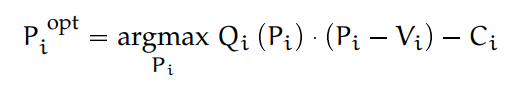 P_i^opt = argmax_{P_i} Q_i (P_i) · (P_i − V_i) − C_i